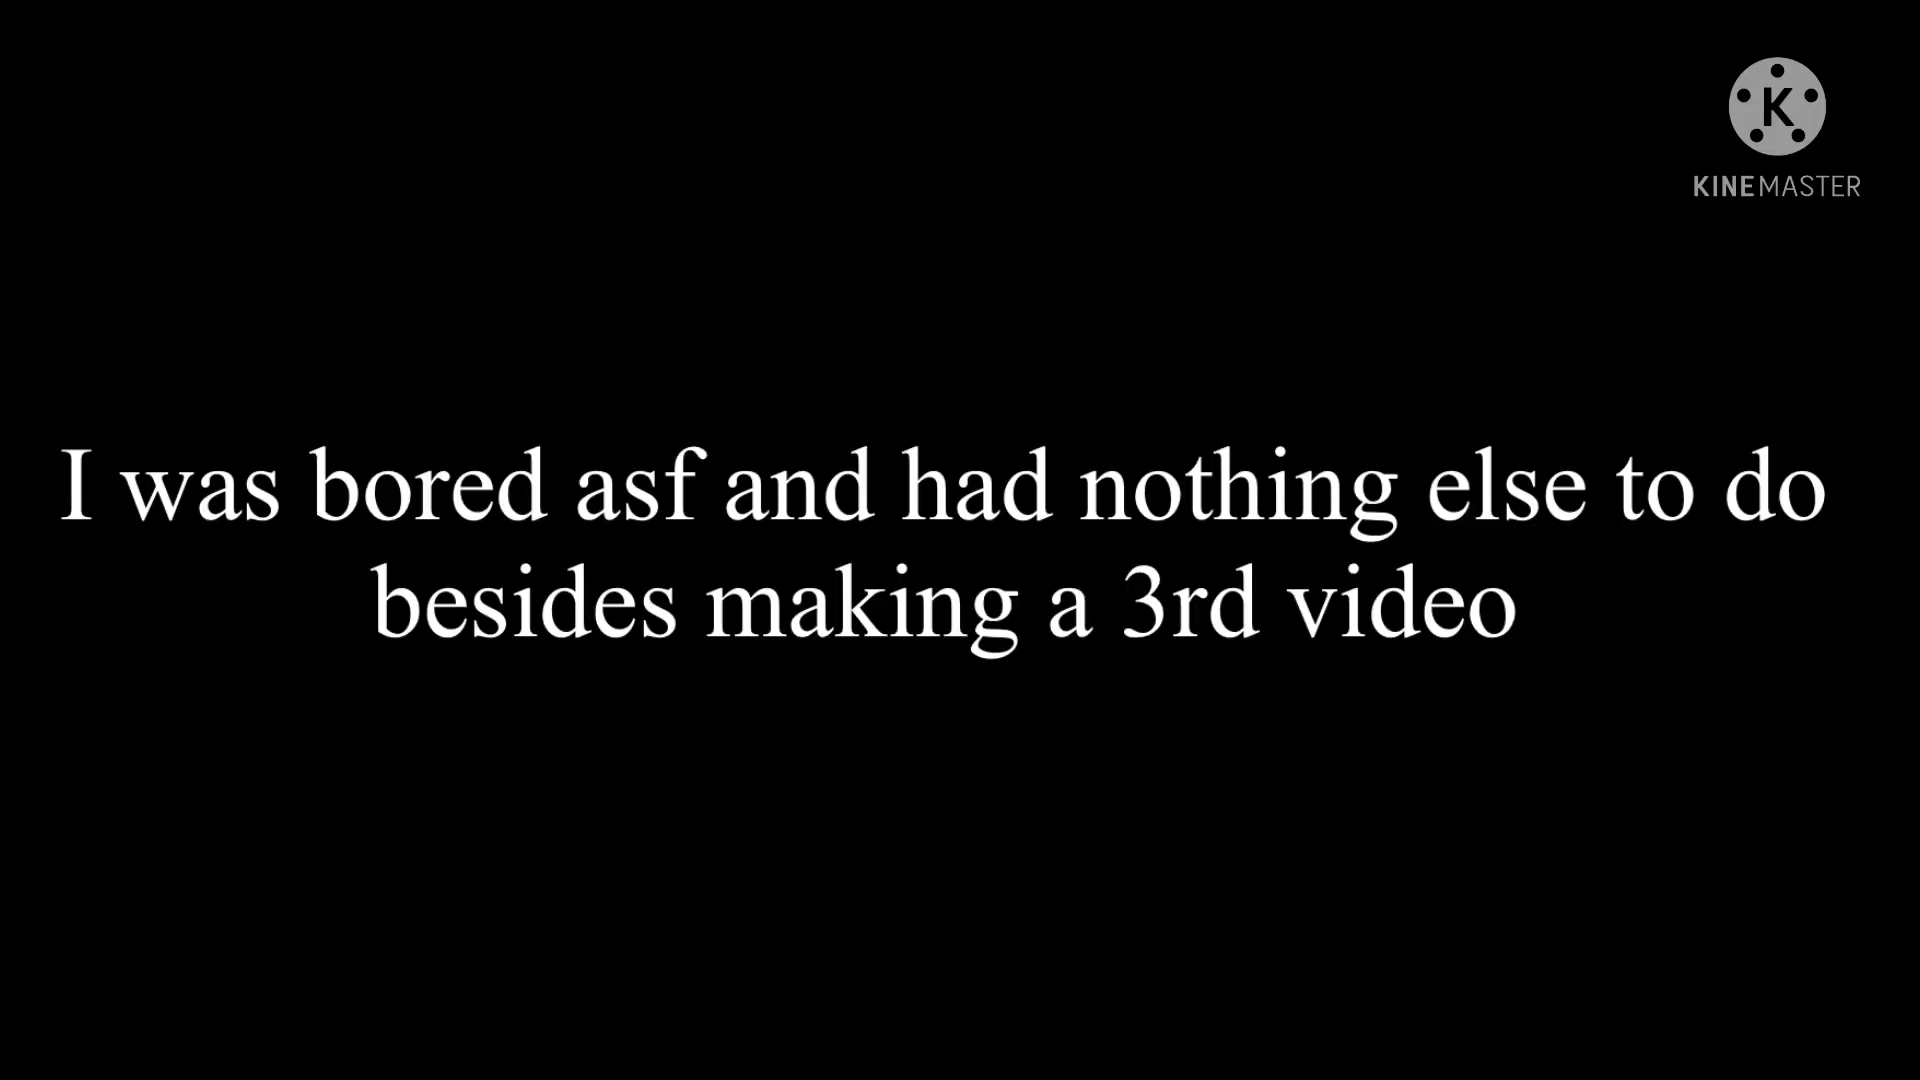 K
KINEMASTER
I was bored asf and had nothing else to do
besides making a 3rd video